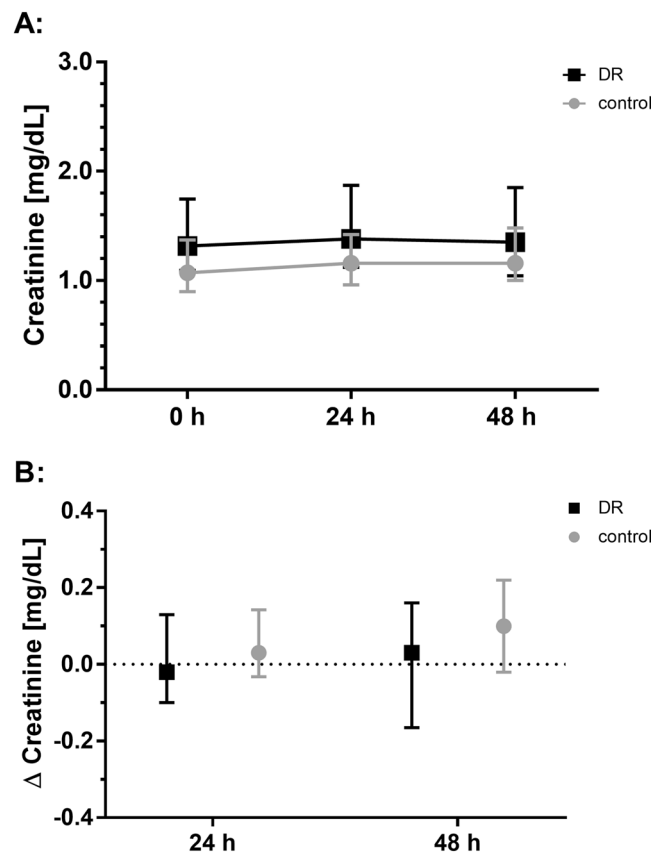 A:
Creatinine [mg/dL]
3.0
2.0
1.0
0.0
0 h
24 h
48 h
DR
control
B:
Δ Creatinine [mg/dL]
0.4
0.2
0.0
-0.2
-0.4
24 h
48 h
DR
control